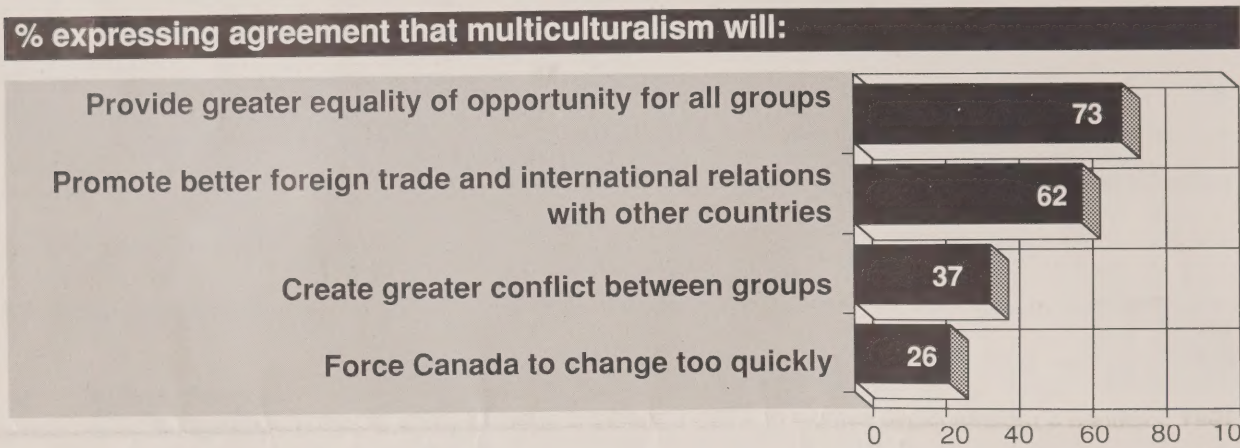 % expressing agreement that multiculturalism will:
Provide greater equality of opportunity for all groups
73
Promote better foreign trade and international relations
with other countries
62
Create greater conflict between groups
37
Force Canada to change too quickly
26
0 20 40 60 80 10